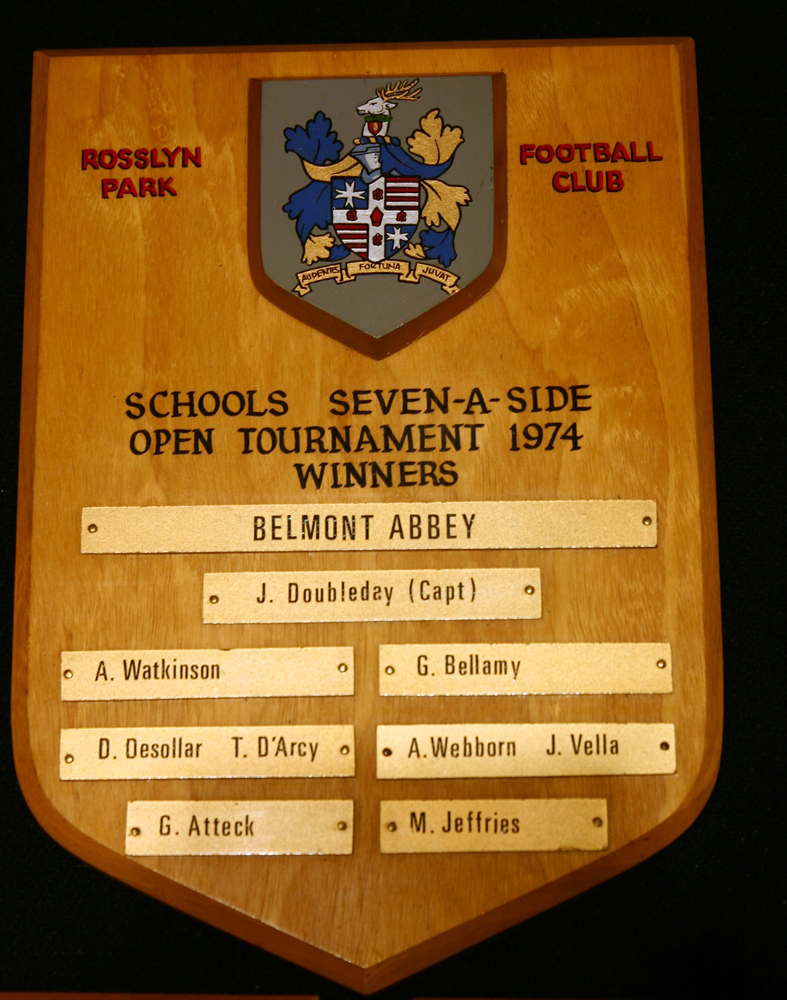 ROSSLYN
PARK
FOOTBALL
CLUB
AUDENTES FORTUNA JUVAT
SCHOOLS SEVEN-A-SIDE
OPEN TOURNAMENT 1974
WINNERS
BELMONT ABBEY
J. Doubleday (Capt)
A. Watkinson
G. Bellamy
D. Desollar T. D'Arcy
A. Webborn J. Vella
G. Atteck
M. Jeffries